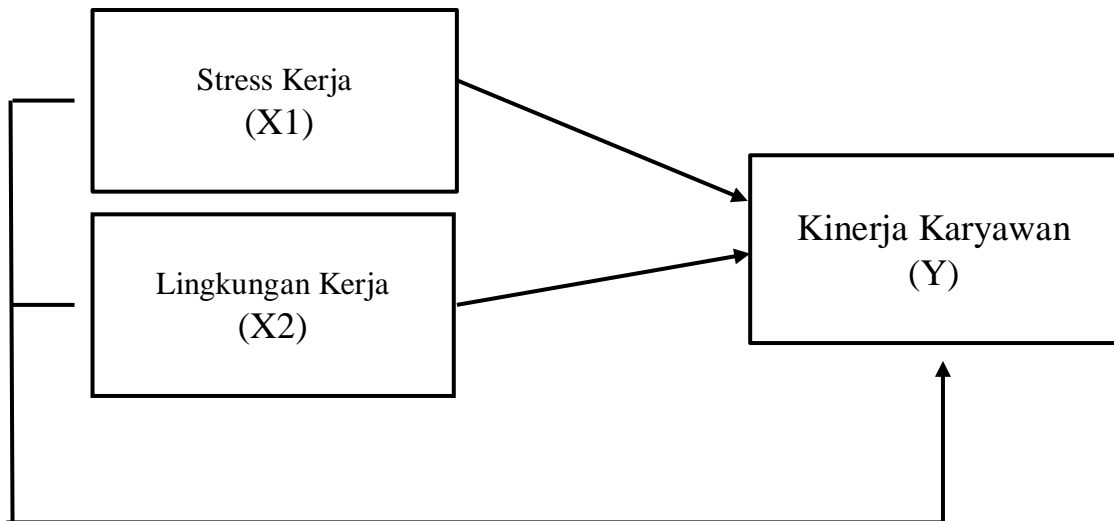 Stress Kerja
(X1)
Lingkungan Kerja
(X2)
Kinerja Karyawan
(Y)